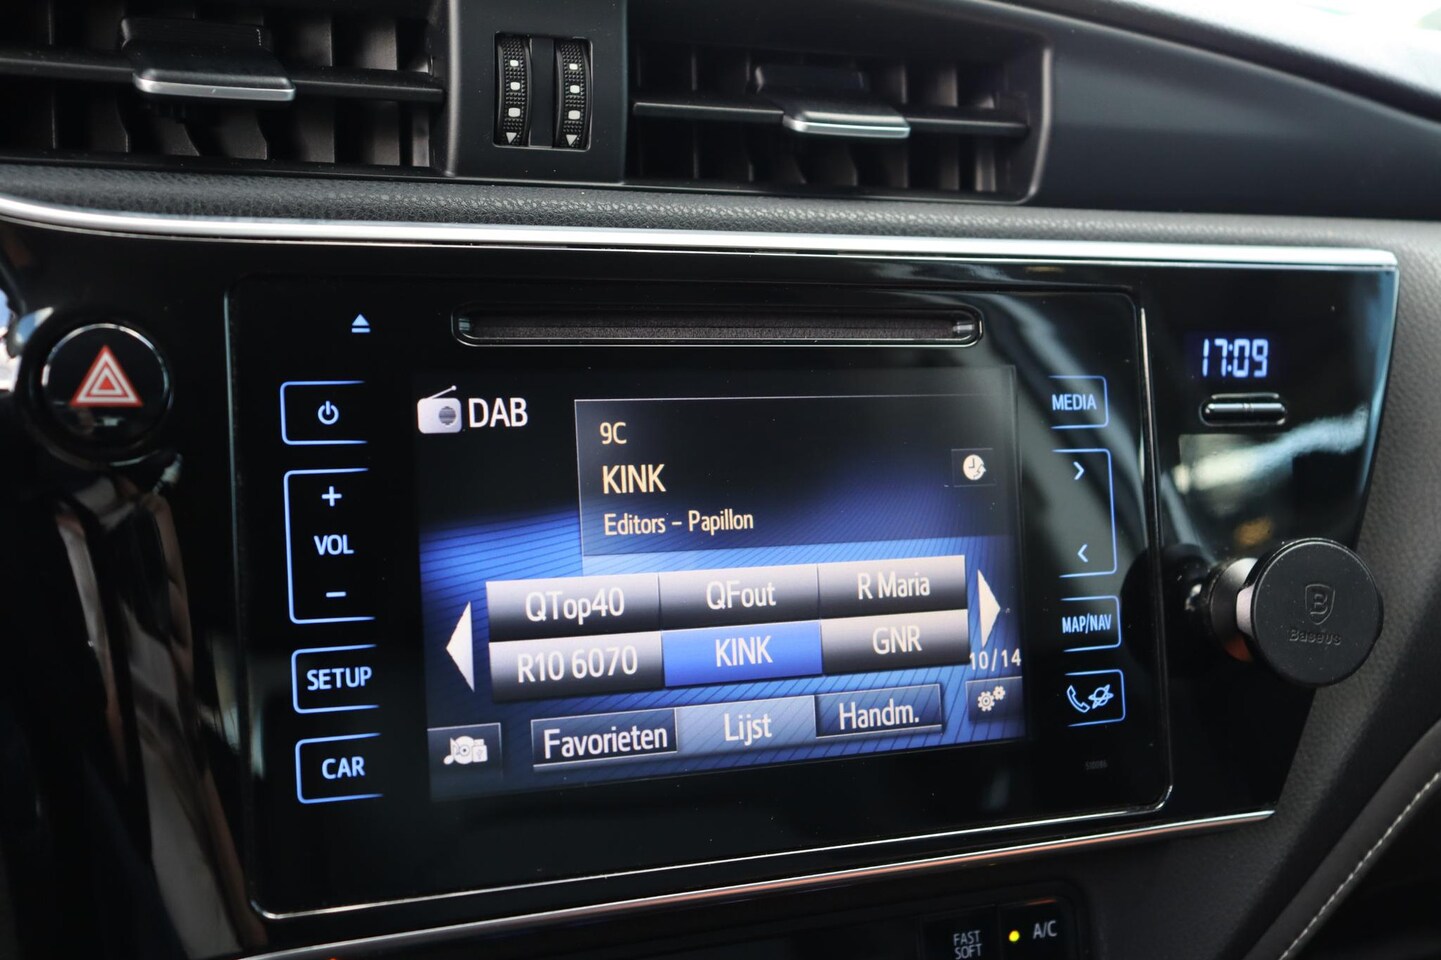 17:09
DAB
MEDIA
9C
KINK
Editors - Papillon
+
VOL
-
QTop40
QFout
R Maria
R10 6070
KINK
GNR
10/14
MAP/NAV
SETUP
Favorieten
Lijst
Handm.
CAR
B
Baseus
FAST
SOFT
A/C